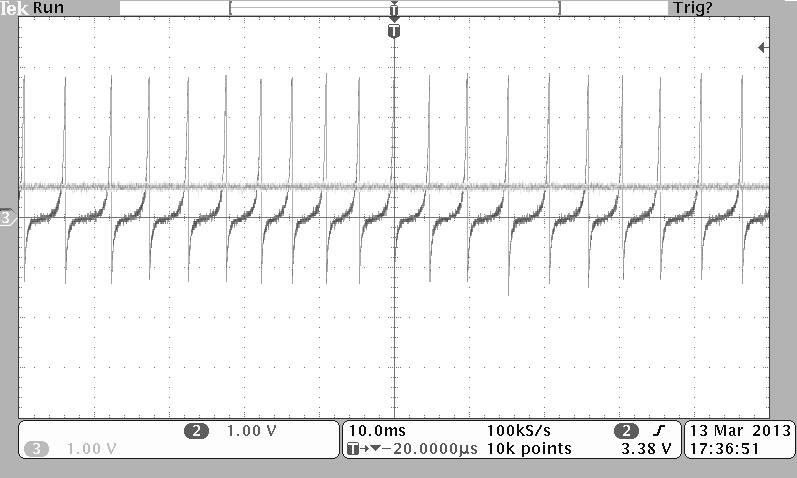 Tek Run Trig?
T
T
3
2 1.00 V 10.0ms 100kS/s 2 13 Mar 2013
3 1.00 V T→▼−20.0000µs 10k points 3.38 V 17:36:51